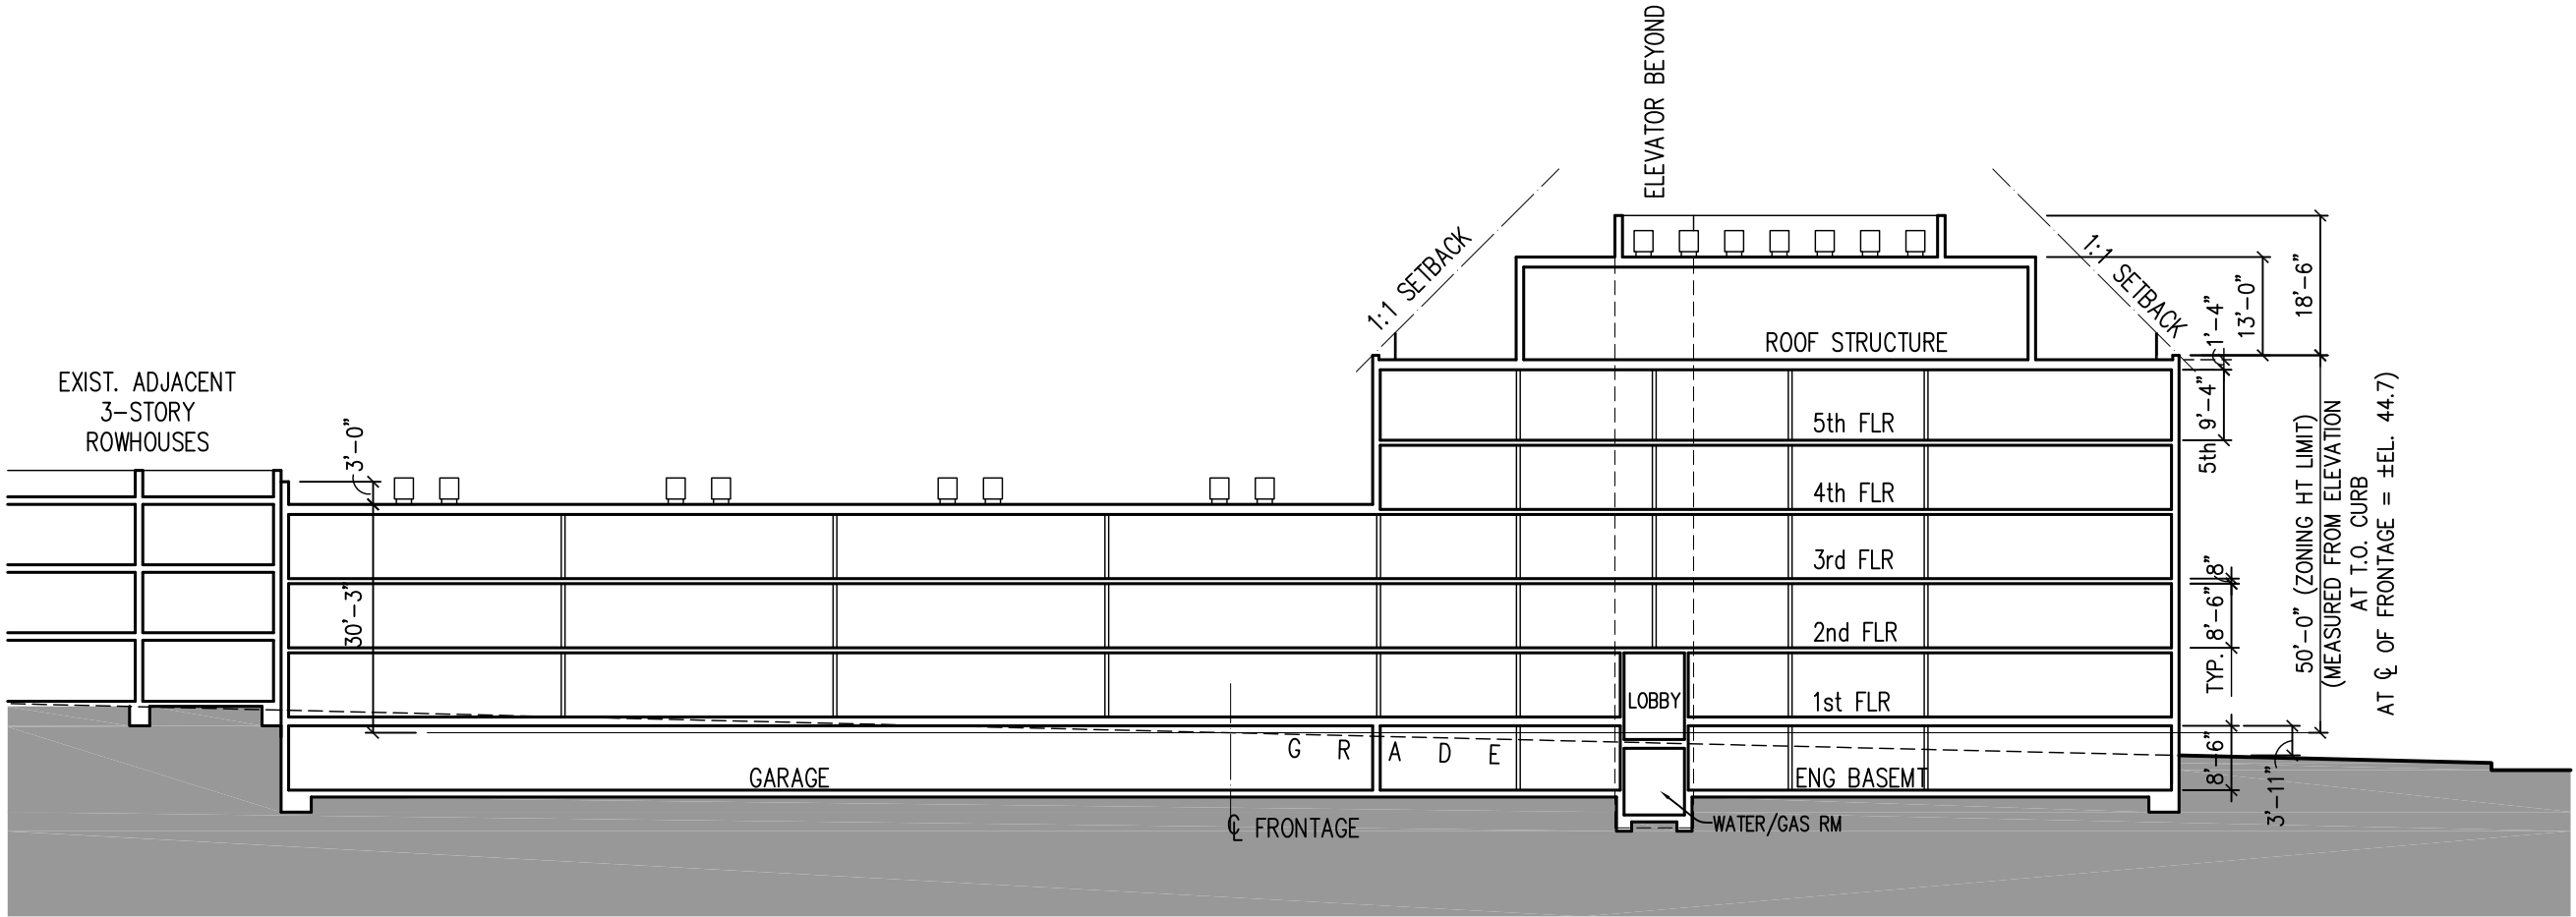 ELEVATOR BEYOND
1:1 SETBACK
1:1 SETBACK
ROOF STRUCTURE
1'-4"
13'-0"
18'-6"
EXIST. ADJACENT
3-STORY
ROWHOUSES
3'-0"
30'-3"
5th FLR
4th FLR
3rd FLR
2nd FLR
1st FLR
LOBBY
5th 9'-4"
8"
TYP. 8'-6"
8'-6"
3'-11"
50'-0" (ZONING HT LIMIT)
(MEASURED FROM ELEVATION
AT T.O. CURB
AT ℄ OF FRONTAGE = ±EL. 44.7)
G R A D E
GARAGE
ENG BASEMT
℄ FRONTAGE
WATER/GAS RM